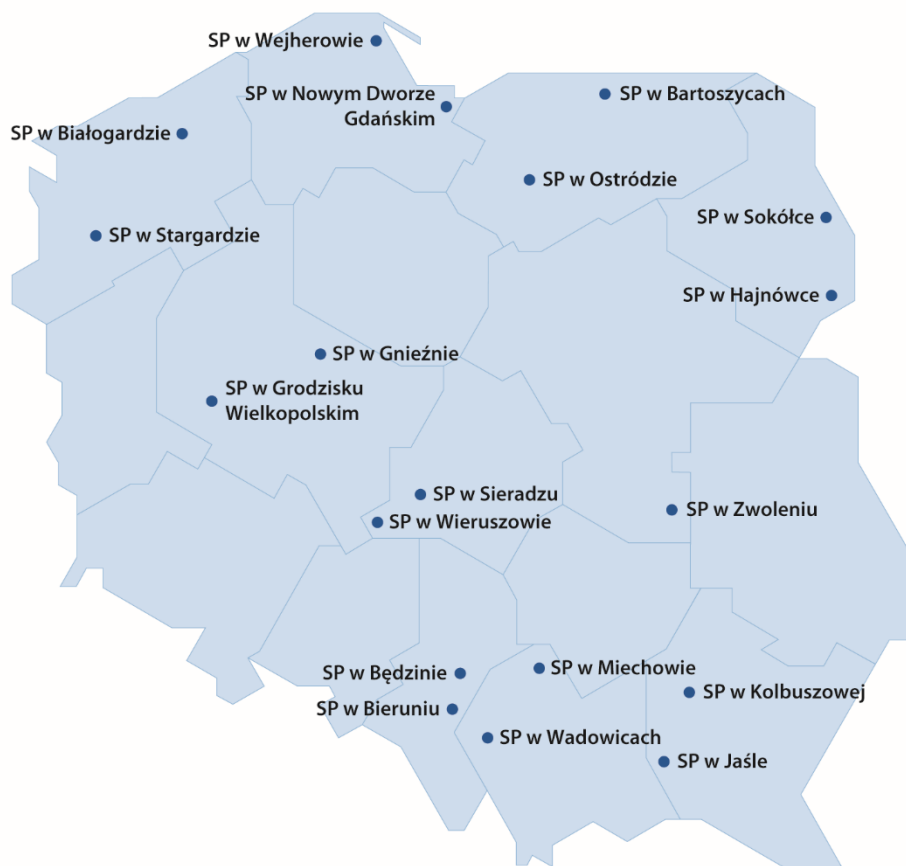 SP w Wejherowie
SP w Nowym Dworze
Gdańskim
SP w Bartoszycach
SP w Białogardzie
SP w Ostródzie
SP w Sokółce
SP w Stargardzie
SP w Hajnówce
SP w Gnieźnie
SP w Grodzisku
Wielkopolskim
SP w Sieradzu
SP w Zwoleniu
SP w Wieruszowie
SP w Miechowie
SP w Będzinie
SP w Kolbuszowej
SP w Bieruniu
SP w Wadowicach
SP w Jaśle